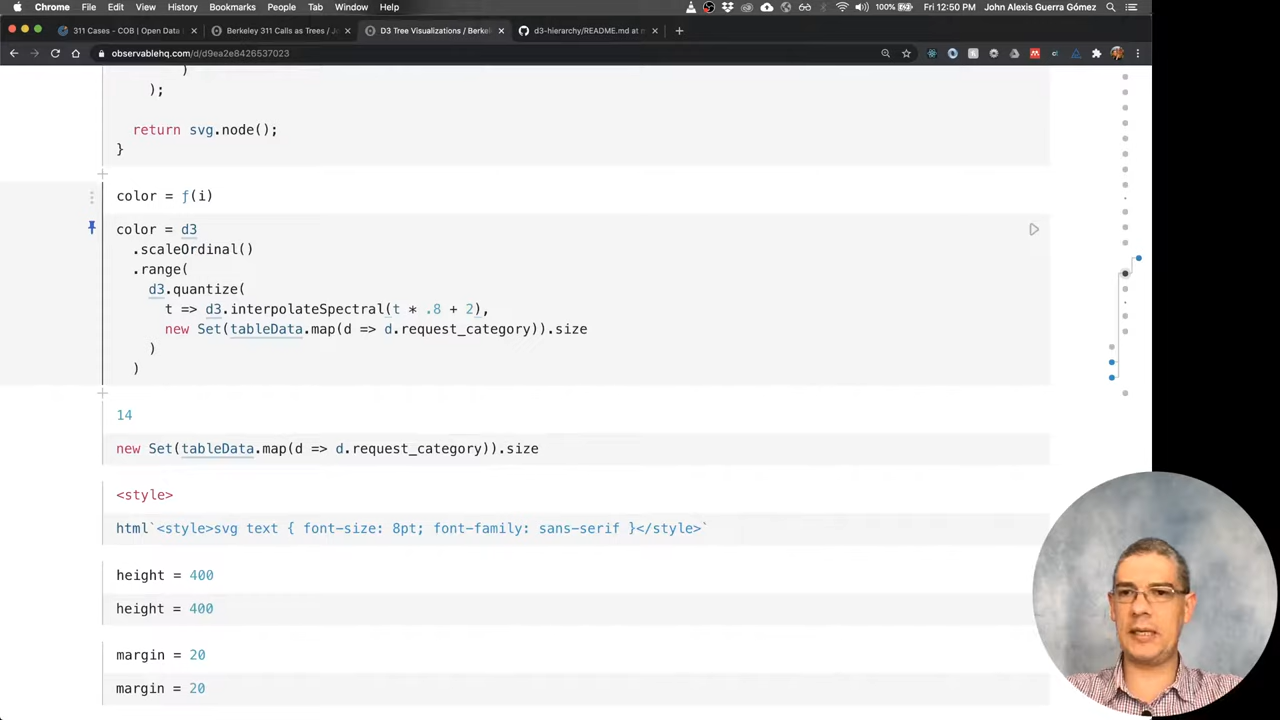 Chrome File Edit View History Bookmarks People Tab Window Help 100% Fri 12:50 PM John Alexis Guerra Gómez
311 Cases - COB | Open Data Berkeley 311 Calls as Trees / D3 Tree Visualizations / Berke d3-hierarchy/README.md at
observablehq.com/d/d9ea2e8426537023
)
);
return svg.node();
}
color = ƒ(i)
color = d3
.scaleOrdinal()
.range(
d3.quantize(
t => d3.interpolateSpectral(t * .8 + 2),
new Set(tableData.map(d => d.request_category)).size
)
)
14
new Set(tableData.map(d => d.request_category)).size
<style>
html`<style>svg text { font-size: 8pt; font-family: sans-serif }</style>`
height = 400
height = 400
margin = 20
margin = 20